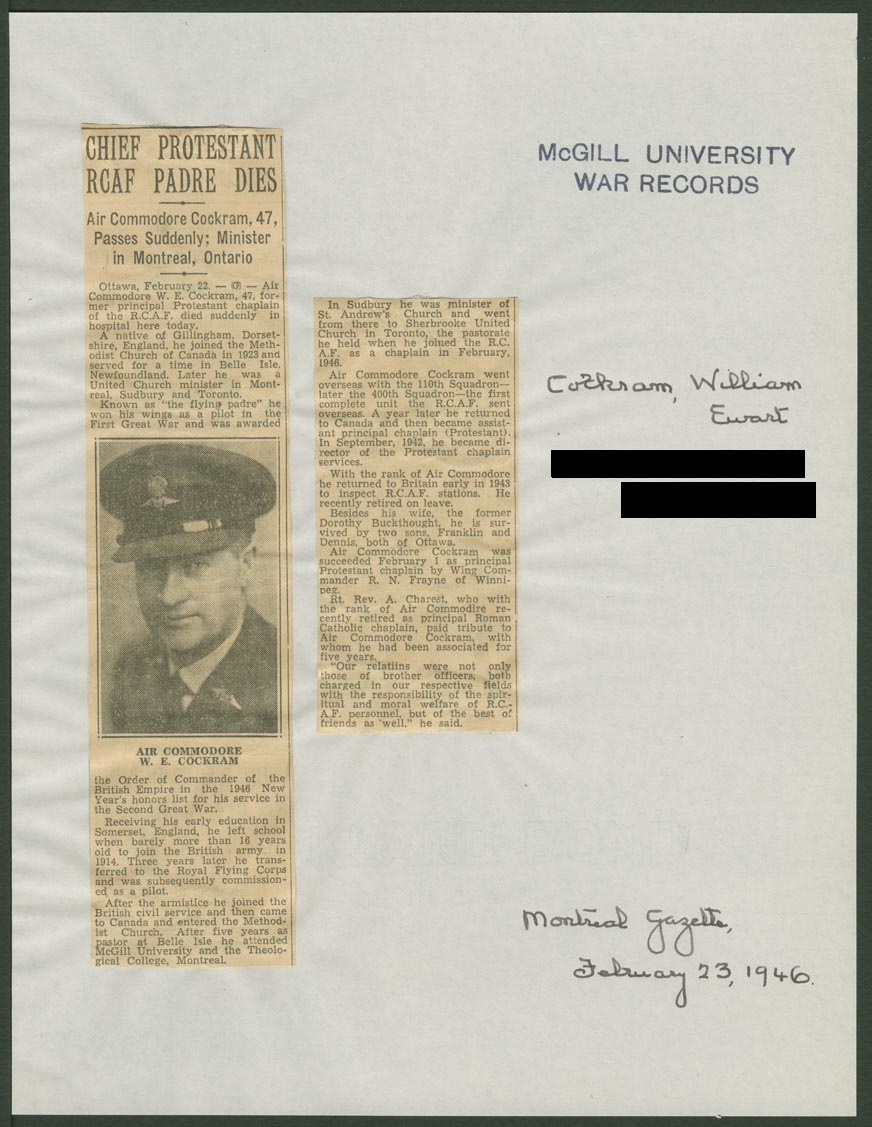 McGILL UNIVERSITY
WAR RECORDS
CHIEF PROTESTANT
RCAF PADRE DIES
Air Commodore Cockram, 47,
Passes Suddenly; Minister
in Montreal, Ontario
Ottawa, February 22. — (P) — Air
Commodore W. E. Cockram, 47, for-
mer principal Protestant chaplain
of the R.C.A.F. died suddenly in
hospital here today.
A native of Gillingham, Dorset-
shire, England, he joined the Meth-
odist Church of Canada in 1923 and
served for a time in Belle Isle,
Newfoundland. Later he was a
United Church minister in Mont-
real, Sudbury and Toronto.
Known as "the flying padre" he
won his wings as a pilot in the
First Great War and was awarded
AIR COMMODORE
W. E. COCKRAM
the Order of Commander of the
British Empire in the 1946 New
Year's honors list for his service in
the Second Great War.
Receiving his early education in
Somerset, England, he left school
when barely more than 16 years
old to join the British army in
1914. Three years later he trans-
ferred to the Royal Flying Corps
and was subsequently commission-
ed as a pilot.
After the armistice he joined the
British civil service and then came
to Canada and entered the Method-
ist Church. After five years as
pastor at Belle Isle he attended
McGill University and the Theolo-
gical College, Montreal.
In Sudbury he was minister of
St. Andrew's Church and went
from there to Sherbrooke United
Church in Toronto, the pastorate
he held when he joined the R.C.
A.F. as a chaplain in February,
1946.
Air Commodore Cockram went
overseas with the 110th Squadron—
later the 400th Squadron—the first
complete unit the R.C.A.F. sent
overseas. A year later he returned
to Canada and then became assist-
ant principal chaplain (Protestant).
In September, 1942, he became di-
rector of the Protestant chaplain
services.
With the rank of Air Commodore
he returned to Britain early in 1943
to inspect R.C.A.F. stations. He
recently retired on leave.
Besides his wife, the former
Dorothy Buckthought, he is sur-
vived by two sons, Franklin and
Dennis, both of Ottawa.
Air Commodore Cockram was
succeeded February 1 as principal
Protestant chaplain by Wing Com-
mander R. N. Frayne of Winni-
peg.
Rt. Rev. A. Charest, who with
the rank of Air Commodire re-
cently retired as principal Roman
Catholic chaplain, paid tribute to
Air Commodore Cockram, with
whom he had been associated for
five years.
"Our relatiins were not only
those of brother officers, both
charged in our respective fields
with the responsibility of the spir-
itual and moral welfare of R.C.-
A.F. personnel, but of the best of
friends as well," he said.
Cockram, William
Ewart
Montreal Gazette,
February 23, 1946.